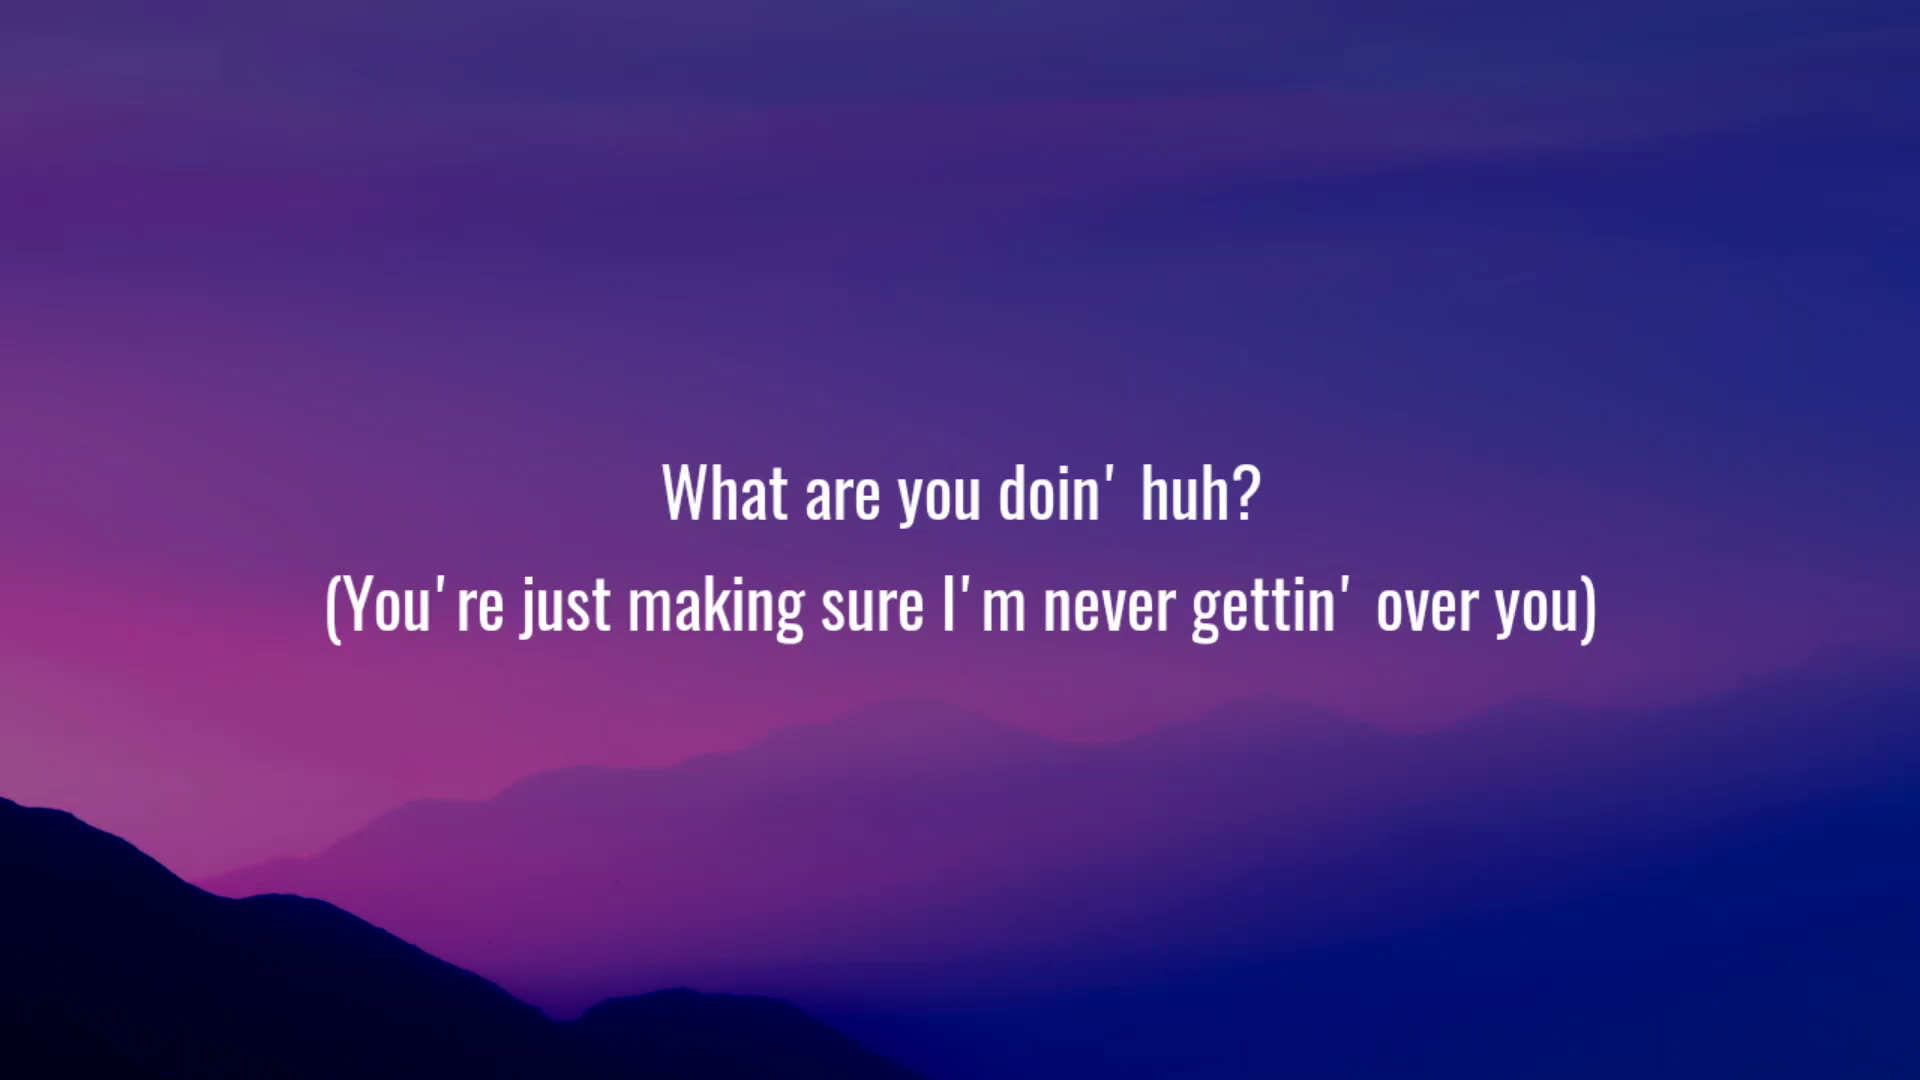 What are you doin' huh?
(You're just making sure I'm never gettin' over you)